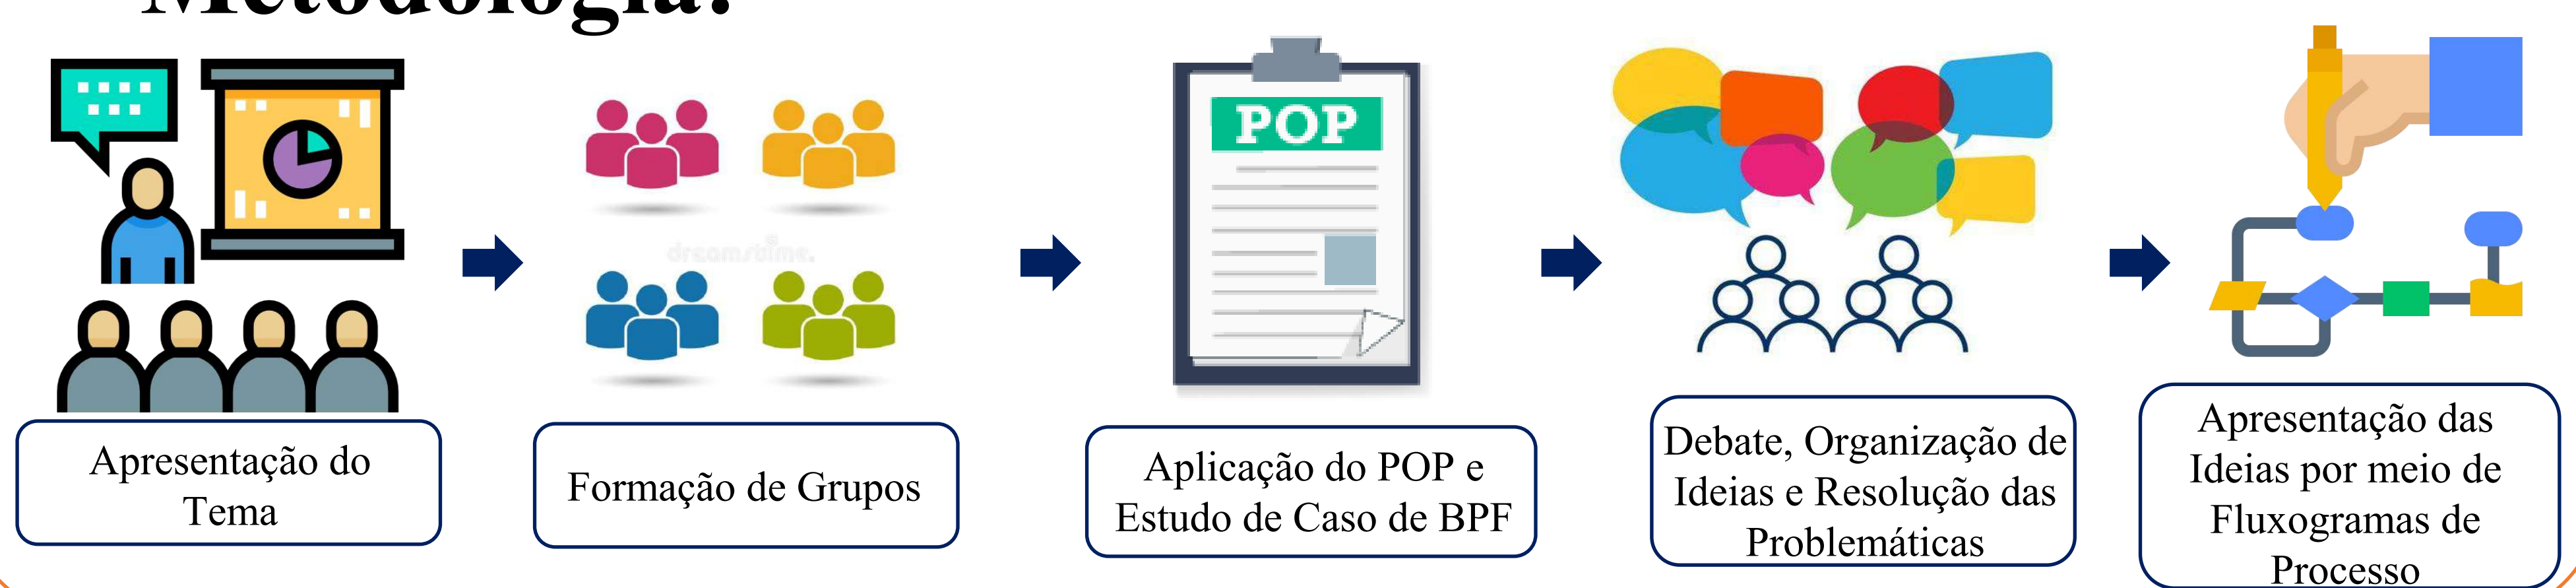 Metodologia:
POP
dreamstime.
Apresentação do
Tema
Formação de Grupos
Aplicação do POP e
Estudo de Caso de BPF
Debate, Organização de
Ideias e Resolução das
Problemáticas
Apresentação das
Ideias por meio de
Fluxogramas de
Processo